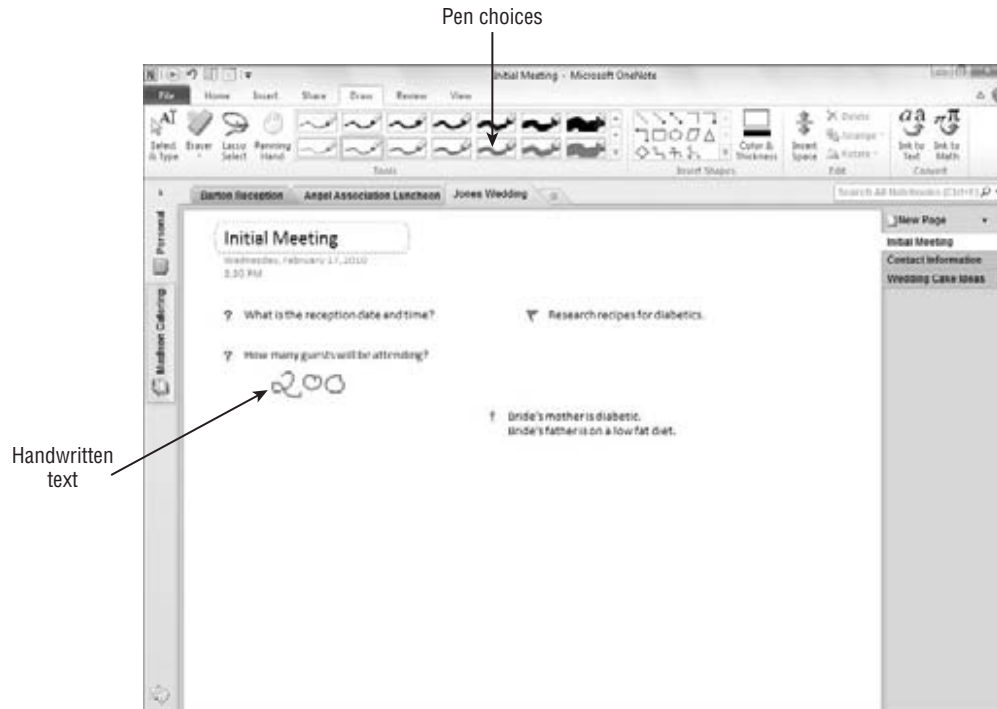 Pen choices
Initial Meeting - Microsoft OneNote
File Home Insert Share Draw Review View
Select & Type
Eraser
Lasso Select
Panning Hand
Color & Thickness
Insert Space
Delete
Arrange
Rotate
Ink to Text
Ink to Math
Tools
Insert Shapes
Edit
Convert
Barton Reception Angel Association Luncheon Jones Wedding
Search All Notebooks (Ctrl+E)
Personal
Madison Catering
New Page
Initial Meeting
Contact Information
Wedding Cake Ideas
Initial Meeting
Wednesday, February 17, 2010
3:30 PM
? What is the reception date and time?
Research recipes for diabetics.
? How many guests will be attending?
200
! Bride's mother is diabetic.
Bride's father is on a low fat diet.
Handwritten
text